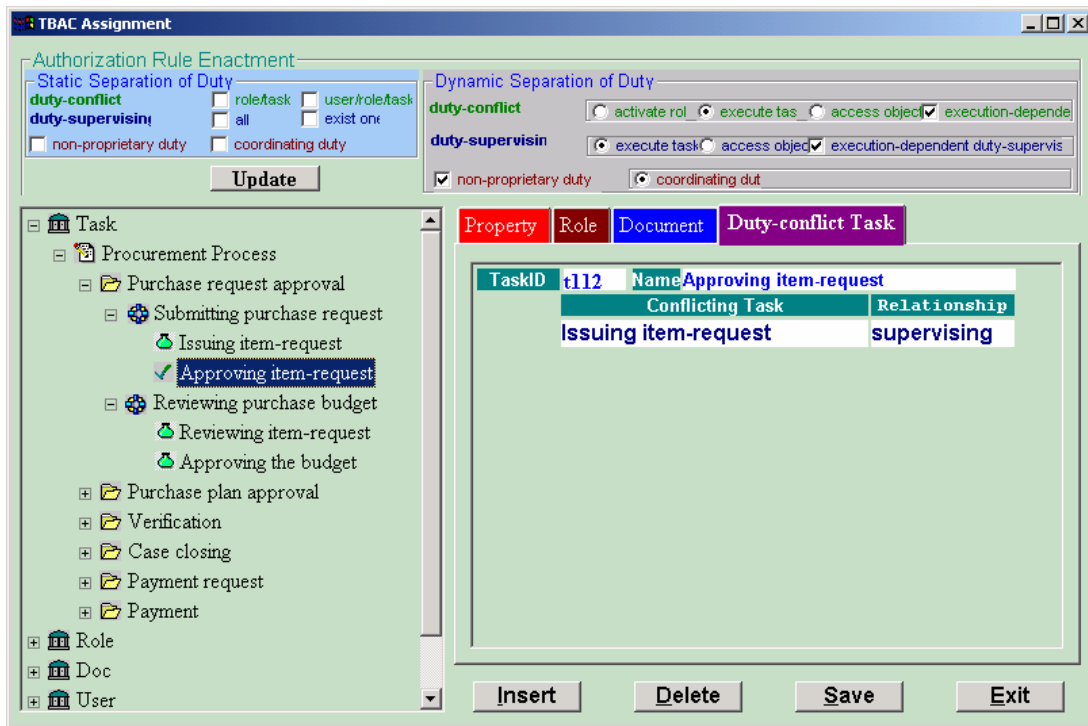 TBAC Assignment
Authorization Rule Enactment
Static Separation of Duty
duty-conflict role/task user/role/task
duty-supervising all exist one
non-proprietary duty coordinating duty
Update
Dynamic Separation of Duty
duty-conflict activate rol execute tas access object execution-depende
duty-supervisin execute task access objec execution-dependent duty-supervis
non-proprietary duty coordinating dut
Task
Procurement Process
Purchase request approval
Submitting purchase request
Issuing item-request
Approving item-request
Reviewing purchase budget
Reviewing item-request
Approving the budget
Purchase plan approval
Verification
Case closing
Payment request
Payment
Role
Doc
User
Property Role Document Duty-conflict Task
TaskID t112 Name Approving item-request
Conflicting Task Relationship
Issuing item-request supervising
Insert Delete Save Exit